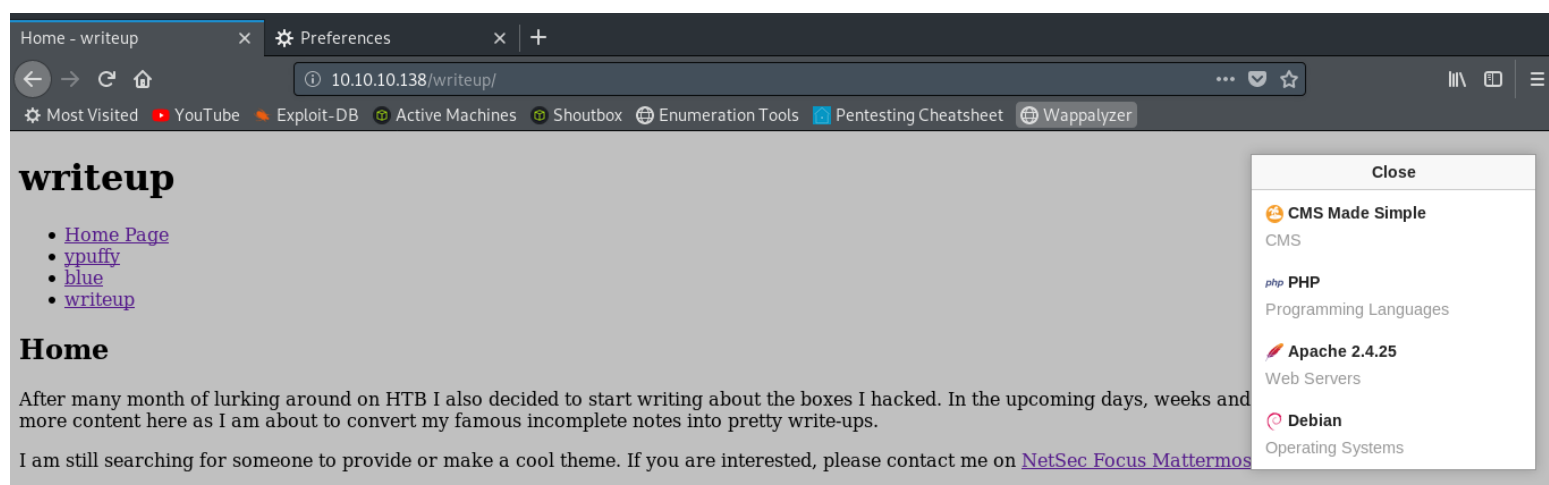 Home - writeup
Preferences
10.10.10.138/writeup/
Most Visited YouTube Exploit-DB Active Machines Shoutbox Enumeration Tools Pentesting Cheatsheet Wappalyzer
writeup
Home Page
ypuffy
blue
writeup
Home
After many month of lurking around on HTB I also decided to start writing about the boxes I hacked. In the upcoming days, weeks and
more content here as I am about to convert my famous incomplete notes into pretty write-ups.
I am still searching for someone to provide or make a cool theme. If you are interested, please contact me on NetSec Focus Mattermos
Close
CMS Made Simple
CMS
php PHP
Programming Languages
Apache 2.4.25
Web Servers
Debian
Operating Systems